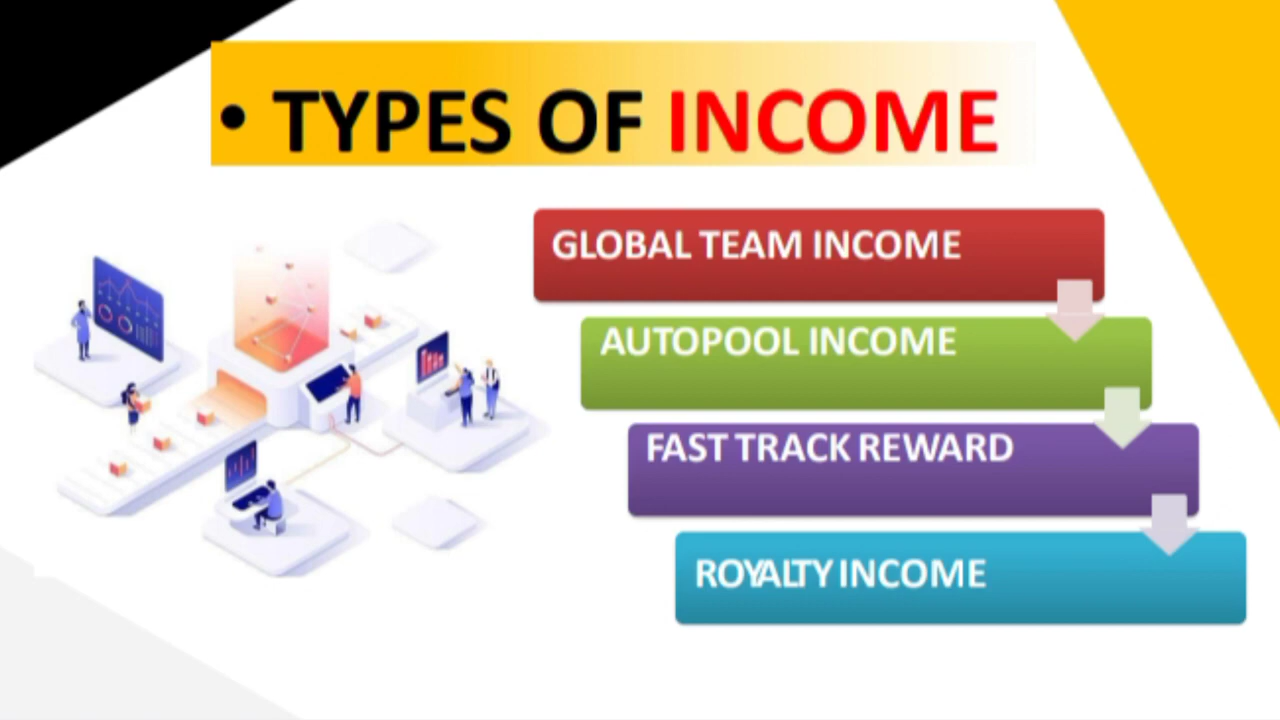 • TYPES OF INCOME
GLOBAL TEAM INCOME
AUTOPOOL INCOME
FAST TRACK REWARD
ROYALTY INCOME